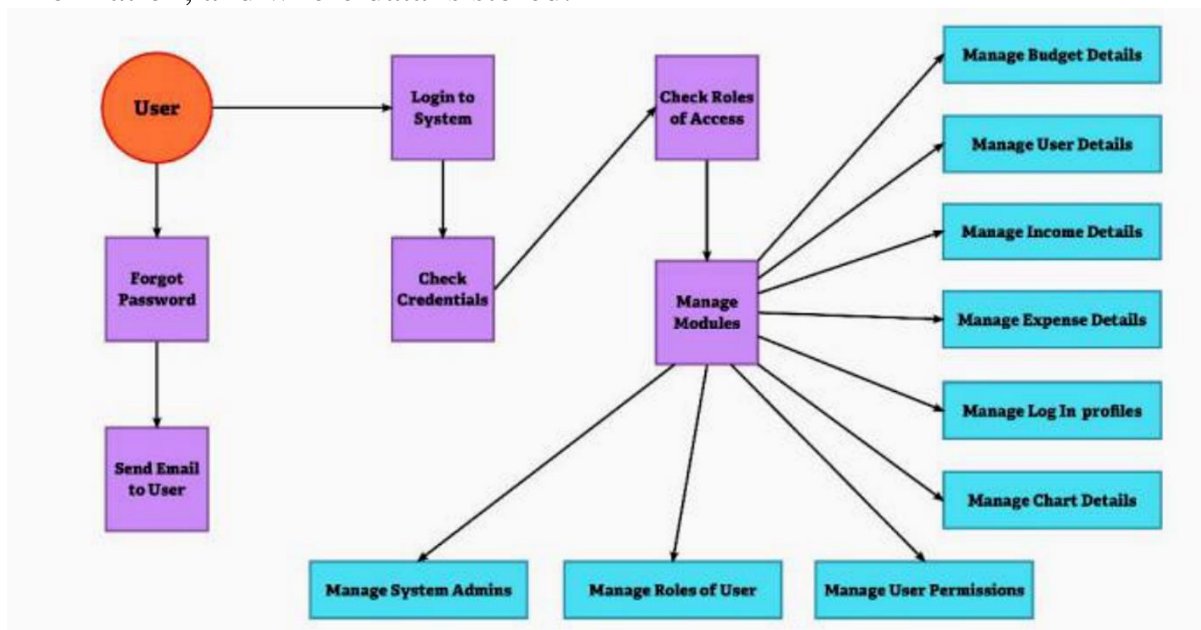 User
Login to
System
Check Roles
of Access
Manage Budget Details
Manage User Details
Manage Income Details
Forgot
Password
Check
Credentials
Manage
Modules
Manage Expense Details
Manage Log In profiles
Send Email
to User
Manage Chart Details
Manage System Admins
Manage Roles of User
Manage User Permissions